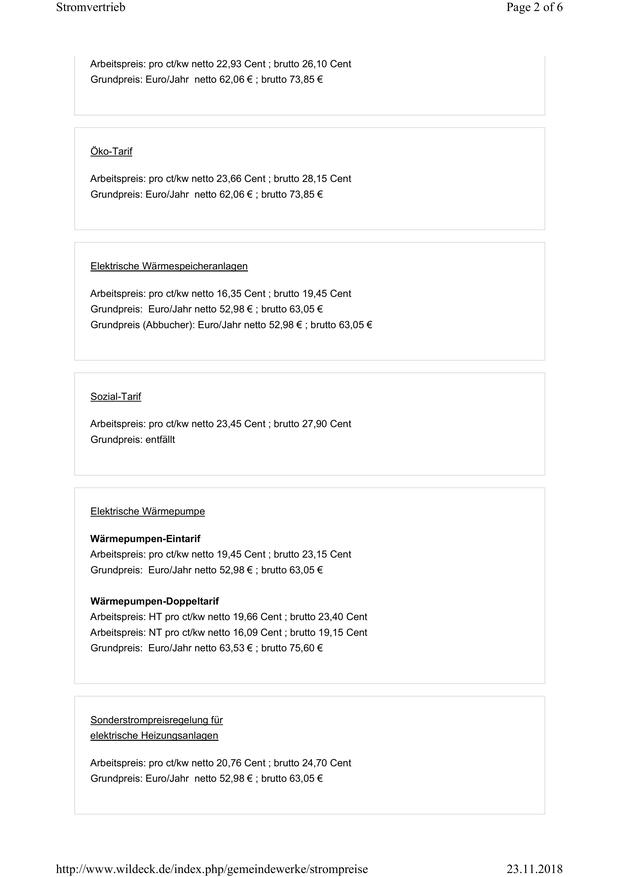 Stromvertrieb
Page 2 of 6
Arbeitspreis: pro ct/kw netto 22,93 Cent ; brutto 26,10 Cent
Grundpreis: Euro/Jahr  netto 62,06 € ; brutto 73,85 €
Öko-Tarif
Arbeitspreis: pro ct/kw netto 23,66 Cent ; brutto 28,15 Cent
Grundpreis: Euro/Jahr  netto 62,06 € ; brutto 73,85 €
Elektrische Wärmespeicheranlagen
Arbeitspreis: pro ct/kw netto 16,35 Cent ; brutto 19,45 Cent
Grundpreis:  Euro/Jahr netto 52,98 € ; brutto 63,05 €
Grundpreis (Abbucher): Euro/Jahr netto 52,98 € ; brutto 63,05 €
Sozial-Tarif
Arbeitspreis: pro ct/kw netto 23,45 Cent ; brutto 27,90 Cent
Grundpreis: entfällt
Elektrische Wärmepumpe
Wärmepumpen-Eintarif
Arbeitspreis: pro ct/kw netto 19,45 Cent ; brutto 23,15 Cent
Grundpreis:  Euro/Jahr netto 52,98 € ; brutto 63,05 €
Wärmepumpen-Doppeltarif
Arbeitspreis: HT pro ct/kw netto 19,66 Cent ; brutto 23,40 Cent
Arbeitspreis: NT pro ct/kw netto 16,09 Cent ; brutto 19,15 Cent
Grundpreis:  Euro/Jahr netto 63,53 € ; brutto 75,60 €
Sonderstrompreisregelung für
elektrische Heizungsanlagen
Arbeitspreis: pro ct/kw netto 20,76 Cent ; brutto 24,70 Cent
Grundpreis: Euro/Jahr  netto 52,98 € ; brutto 63,05 €
http://www.wildeck.de/index.php/gemeindewerke/strompreise
23.11.2018